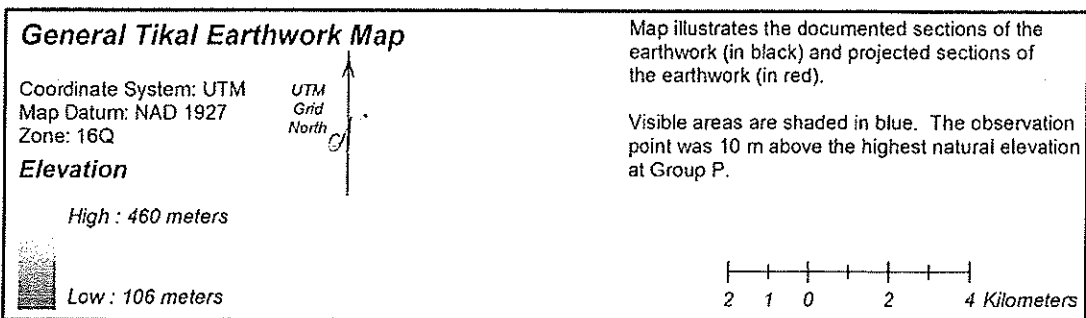 General Tikal Earthwork Map
Coordinate System: UTM
Map Datum: NAD 1927
Zone: 16Q
UTM
Grid
North
Elevation
High : 460 meters
Low : 106 meters
Map illustrates the documented sections of the
earthwork (in black) and projected sections of
the earthwork (in red).
Visible areas are shaded in blue. The observation
point was 10 m above the highest natural elevation
at Group P.
2 1 0 2 4 Kilometers